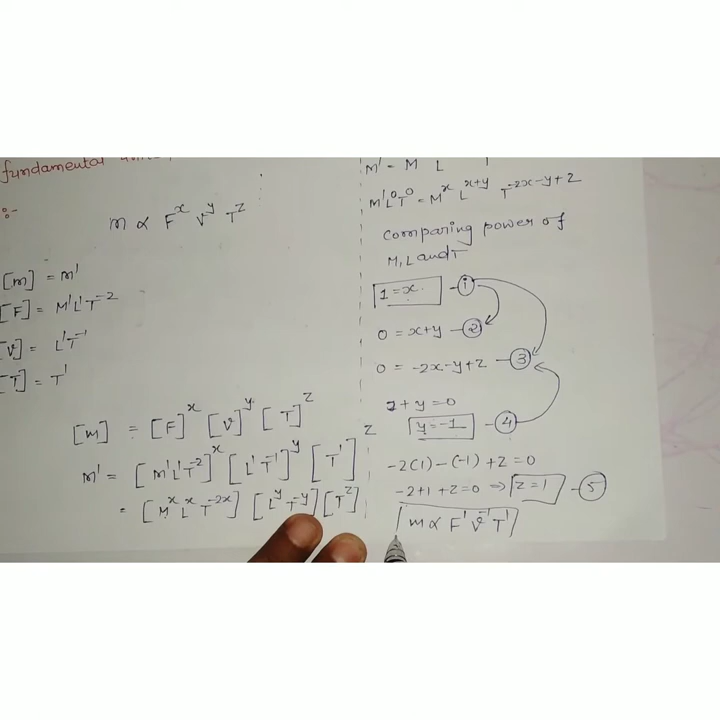 fundamental
:-
m ∝ F^x V^y T^z
[m] = M¹
[F] = M¹L¹T⁻²
[V] = L¹T⁻¹
[T] = T¹
[m] = [F]^x [V]^y [T]^z
M¹ = [M¹L¹T⁻²]^x [L¹T⁻¹]^y [T¹]^z
= [M^x L^x T^-2x] [L^y T^-y] [T^z]
M¹ = M L
M¹L⁰T⁰ = M^x L^x+y T^-2x-y+z
comparing power of
M, L and T
1 = x. - ①
0 = x+y - ②
0 = -2x-y+z - ③
1+y=0
y=-1 - ④
-2(1)-(-1)+z=0
-2+1+z=0 ⇒ z=1 - ⑤
m ∝ F¹ V⁻¹ T¹